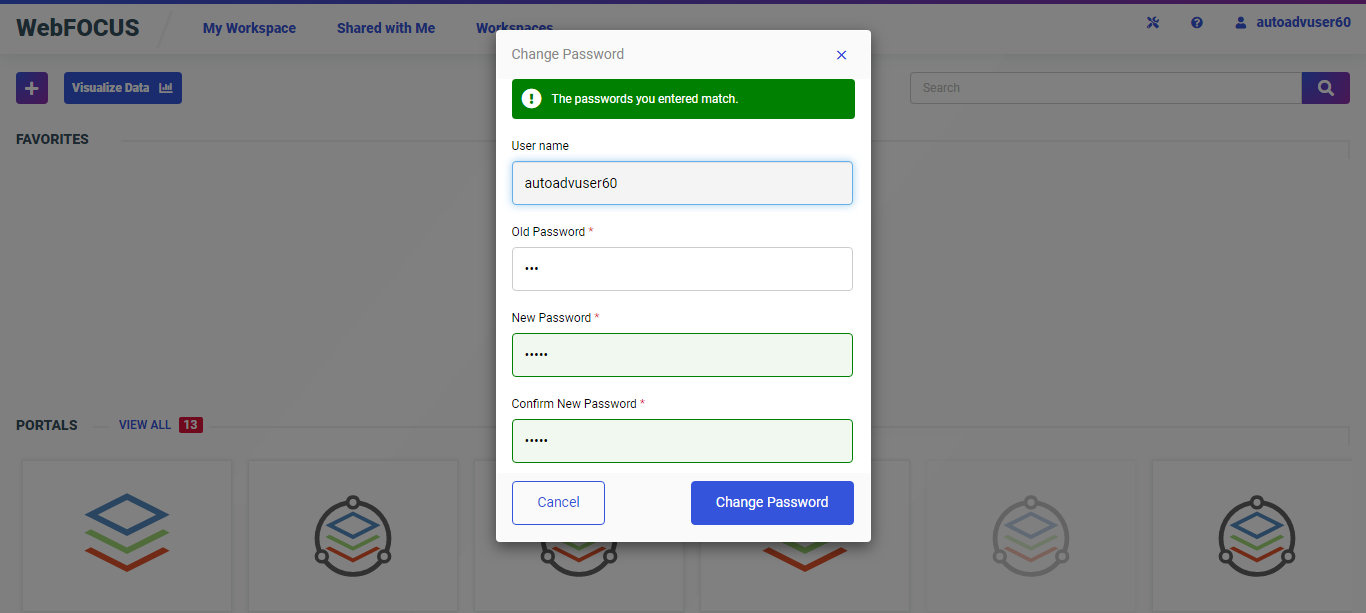 WebFOCUS
My Workspace
Shared with Me
Workspaces
autoadvuser60
Visualize Data
Search
FAVORITES
Change Password
The passwords you entered match.
User name
autoadvuser60
Old Password *
•••
New Password *
•••••
Confirm New Password *
•••••
Cancel
Change Password
PORTALS
VIEW ALL 13